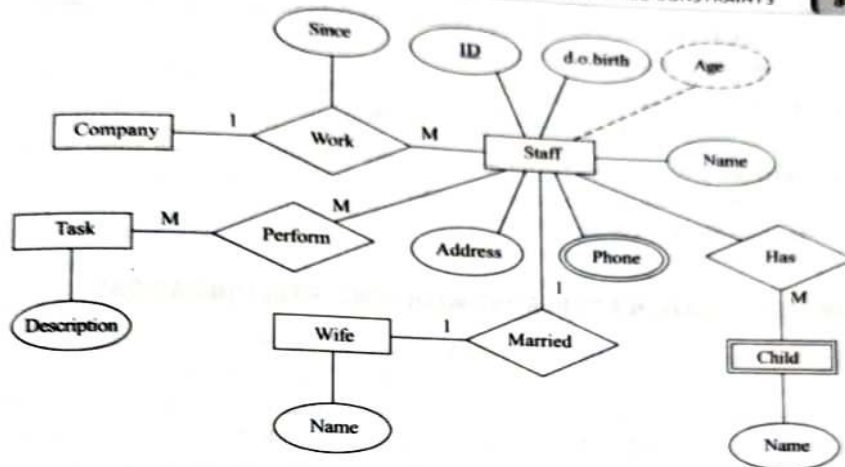 CONSTRAINTS
Since
ID
d.o.birth
Age
Company
1
Work
M
Staff
Name
Task
M
Perform
M
Address
Phone
Has
M
Description
Wife
1
Married
1
Child
Name
Name